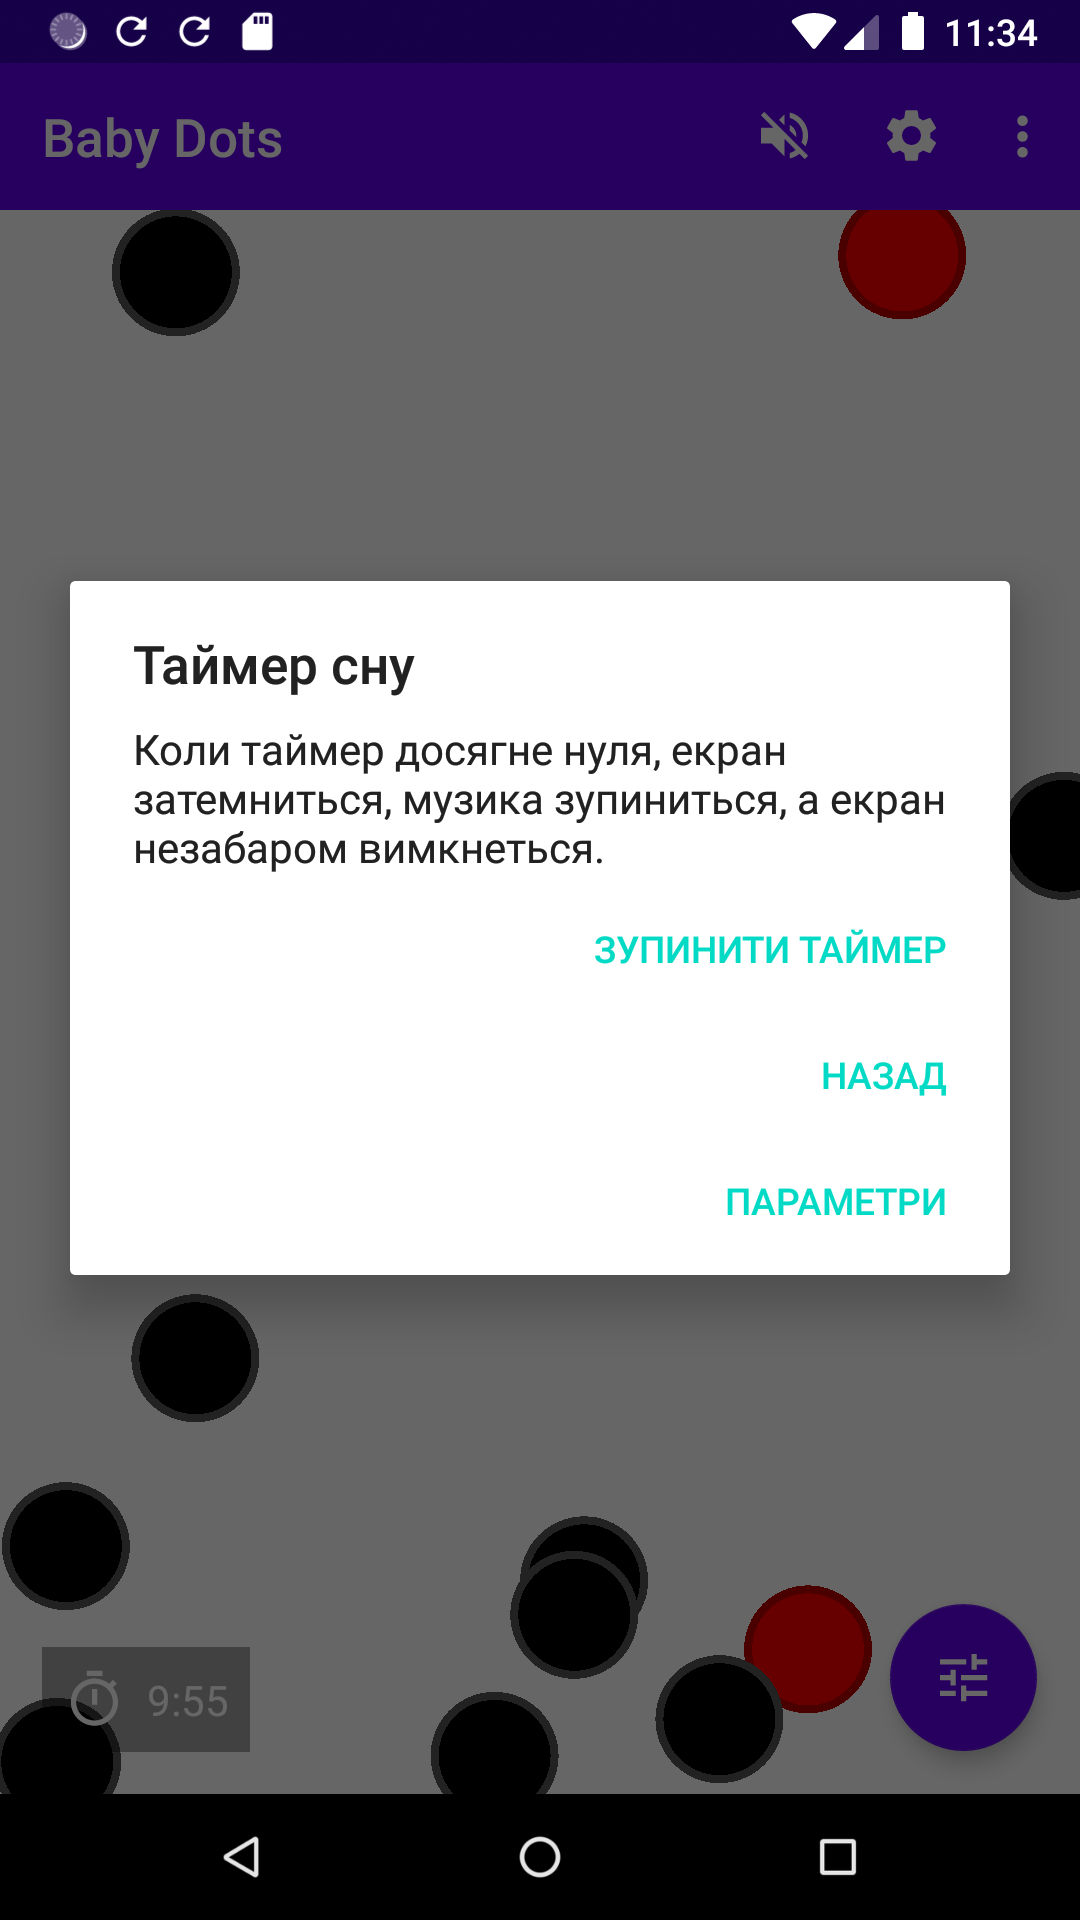 11:34
Baby Dots
Таймер сну
Коли таймер досягне нуля, екран
затемниться, музика зупиниться, а екран
незабаром вимкнеться.
ЗУПИНИТИ ТАЙМЕР
НАЗАД
ПАРАМЕТРИ
9:55